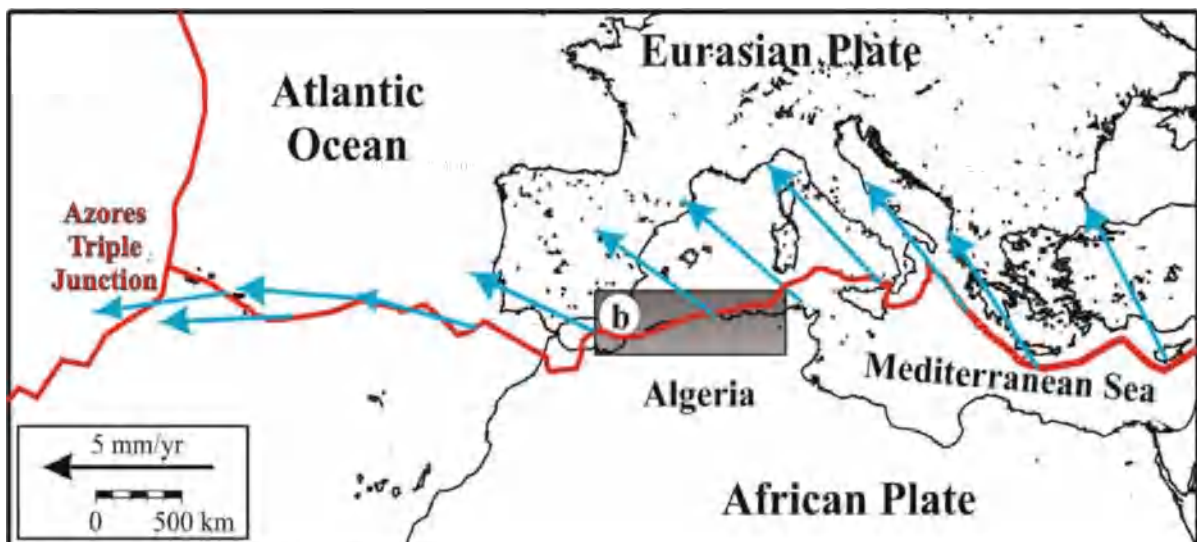 Eurasian Plate
Atlantic
Ocean
Azores
Triple
Junction
b
Algeria
Mediterranean Sea
African Plate
5 mm/yr
0 500 km